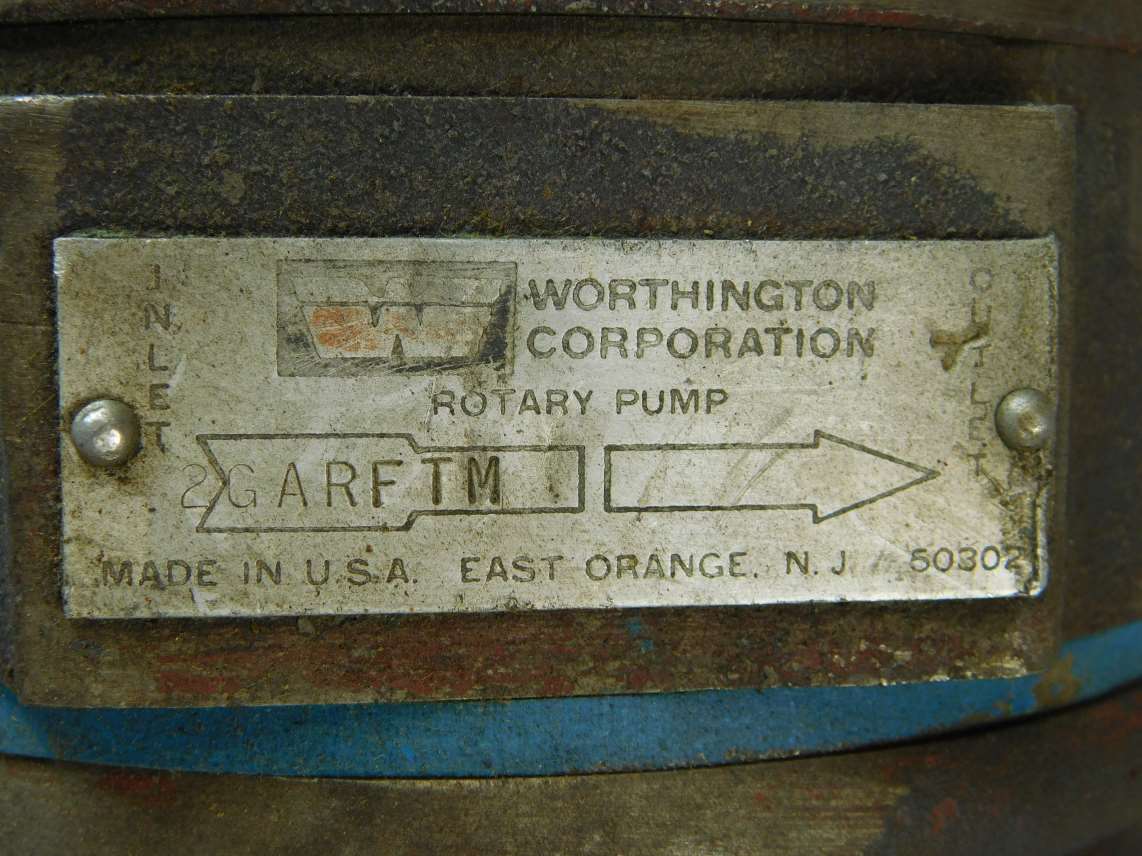 INLET
WORTHINGTON
CORPORATION
ROTARY PUMP
OUTLET
2GARFTM
MADE IN U.S.A. EAST ORANGE, N. J. 50302